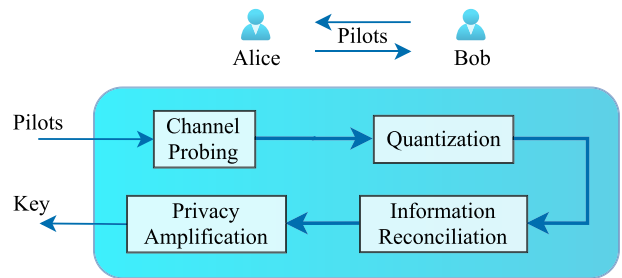 Pilots
Alice
Bob
Pilots
Channel
Probing
Quantization
Key
Privacy
Amplification
Information
Reconciliation